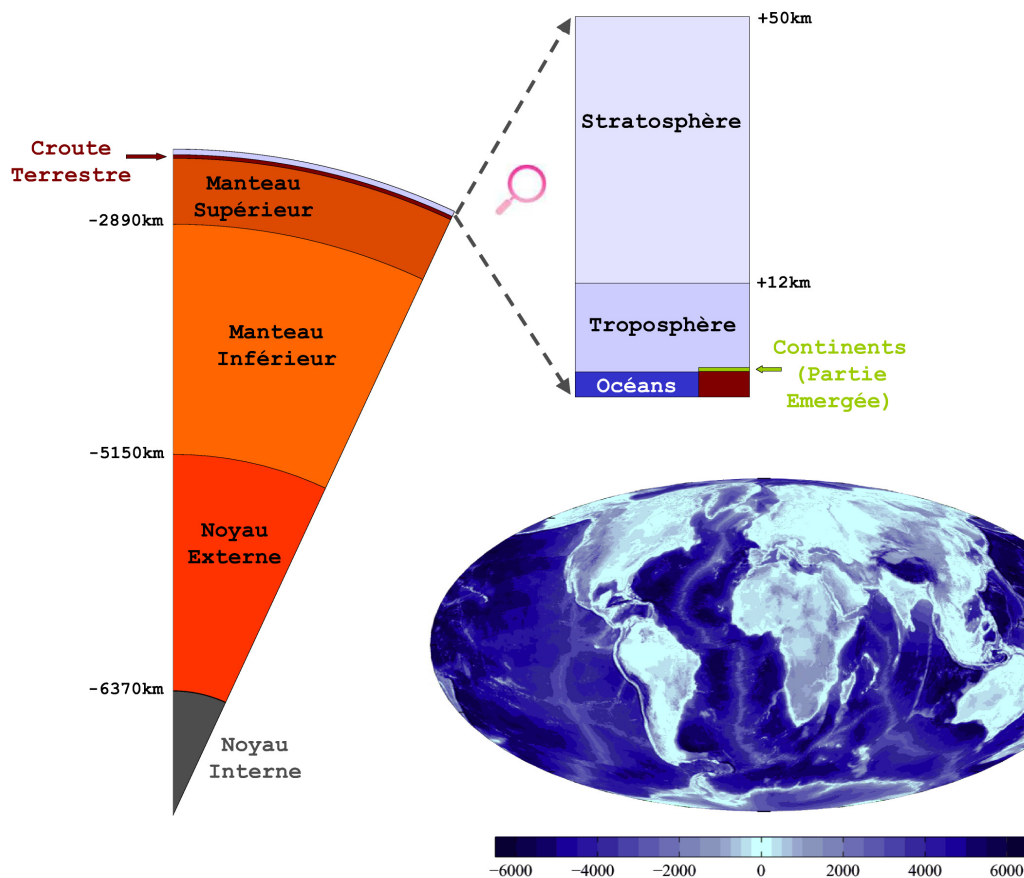 +50km
Stratosphère
Croute
Terrestre
Manteau
Supérieur
-2890km
+12km
Troposphère
Manteau
Inférieur
Continents
(Partie
Emergée)
Océans
-5150km
Noyau
Externe
-6370km
Noyau
Interne
−6000 −4000 −2000 0 2000 4000 6000